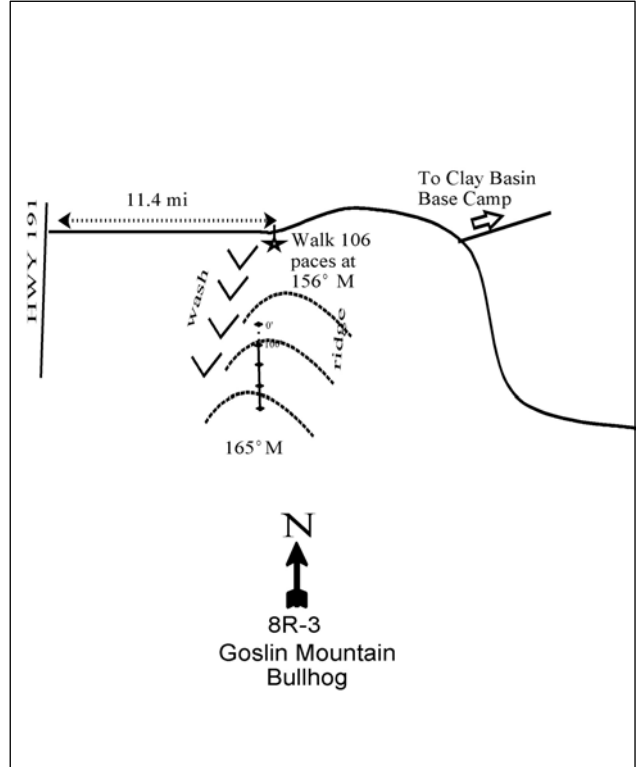 11.4 mi
To Clay Basin
Base Camp
HWY 191
Walk 106
paces at
156° M
wash
ridge
0'
100'
165° M
N
8R-3
Goslin Mountain
Bullhog